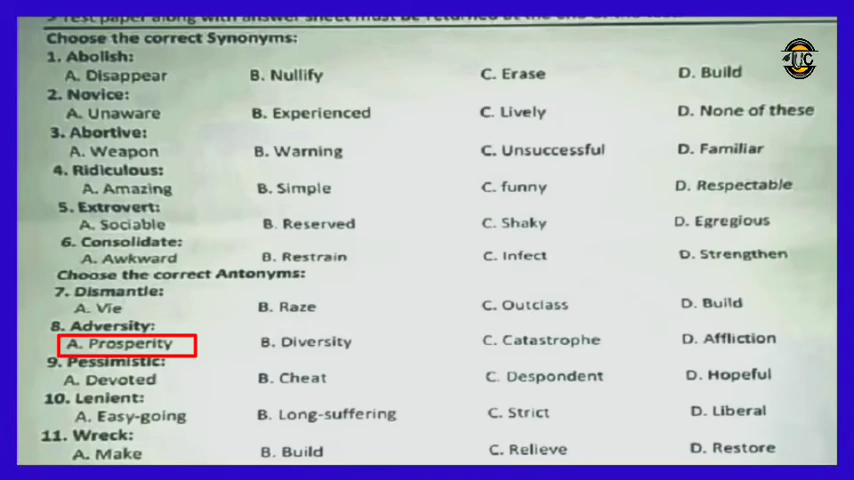 Choose the correct Synonyms:
1. Abolish:
A. Disappear B. Nullify C. Erase D. Build
2. Novice:
A. Unaware B. Experienced C. Lively D. None of these
3. Abortive:
A. Weapon B. Warning C. Unsuccessful D. Familiar
4. Ridiculous:
A. Amazing B. Simple C. funny D. Respectable
5. Extrovert:
A. Sociable B. Reserved C. Shaky D. Egregious
6. Consolidate:
A. Awkward B. Restrain C. Infect D. Strengthen
Choose the correct Antonyms:
7. Dismantle:
A. Vie B. Raze C. Outclass D. Build
8. Adversity:
A. Prosperity B. Diversity C. Catastrophe D. Affliction
9. Pessimistic:
A. Devoted B. Cheat C. Despondent D. Hopeful
10. Lenient:
A. Easy-going B. Long-suffering C. Strict D. Liberal
11. Wreck:
A. Make B. Build C. Relieve D. Restore